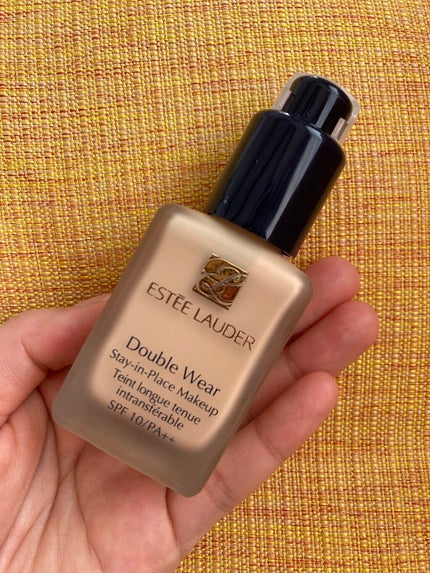 ESTĒE LAUDER
Double Wear
Stay-in-Place Makeup
Teint longue tenue
intransférable
SPF 10/PA++